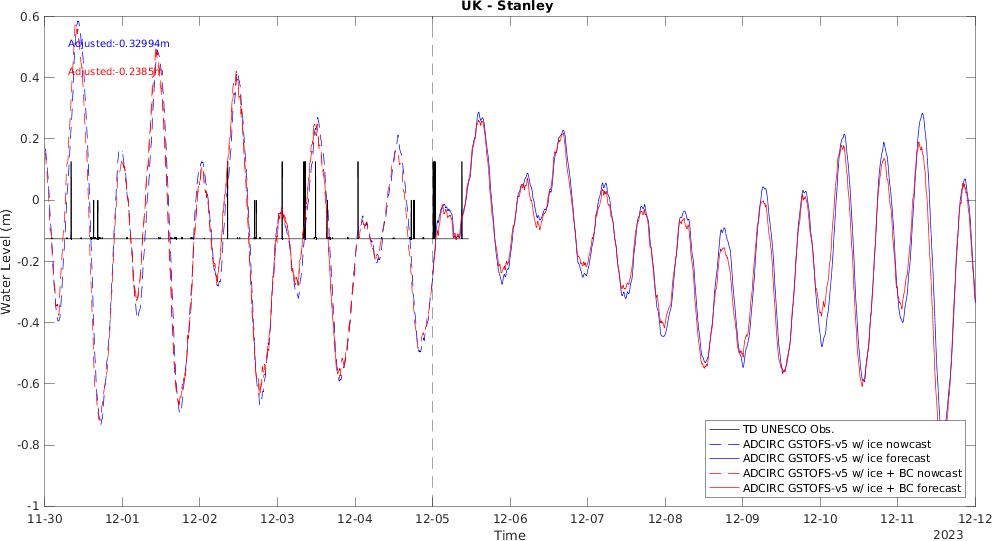 UK - Stanley
0.6
0.4
0.2
0
-0.2
-0.4
-0.6
-0.8
-1
Water Level (m)
Adjusted:-0.32994m
Adjusted:-0.2385m
TD UNESCO Obs.
ADCIRC GSTOFS-v5 w/ ice nowcast
ADCIRC GSTOFS-v5 w/ ice forecast
ADCIRC GSTOFS-v5 w/ ice + BC nowcast
ADCIRC GSTOFS-v5 w/ ice + BC forecast
11-30 12-01 12-02 12-03 12-04 12-05 12-06 12-07 12-08 12-09 12-10 12-11 12-12
Time
2023